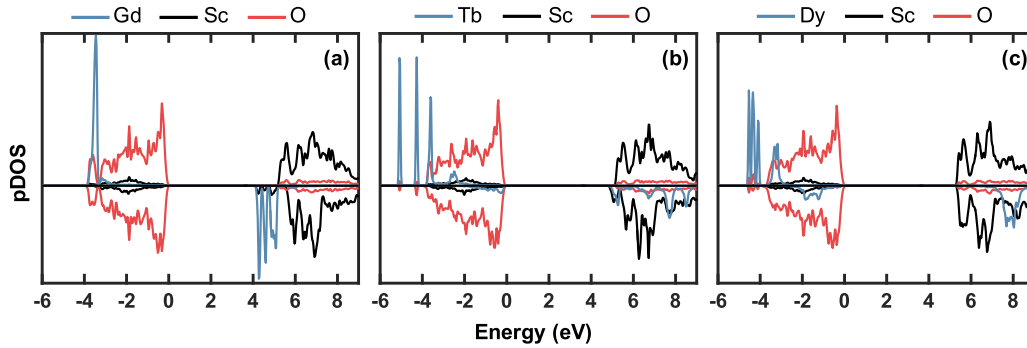 Gd Sc O Tb Sc O Dy Sc O
(a) (b) (c)
pDOS
-6 -4 -2 0 2 4 6 8 -6 -4 -2 0 2 4 6 8 -6 -4 -2 0 2 4 6 8
Energy (eV)